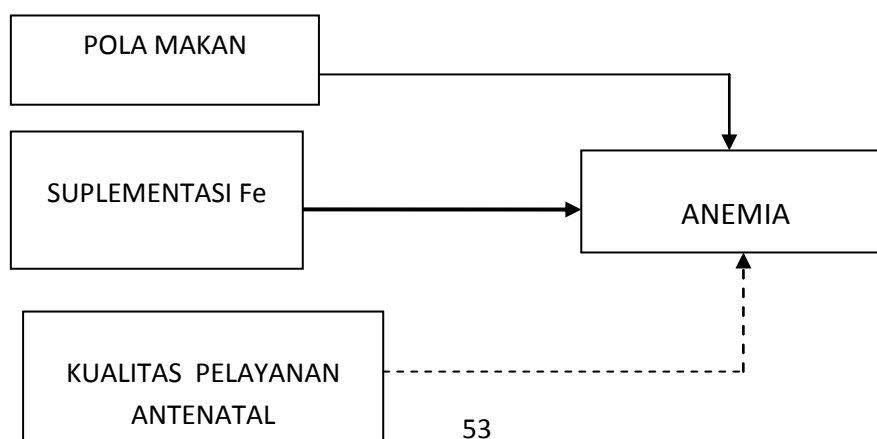 POLA MAKAN
SUPLEMENTASI Fe
ANEMIA
KUALITAS PELAYANAN
ANTENATAL
53